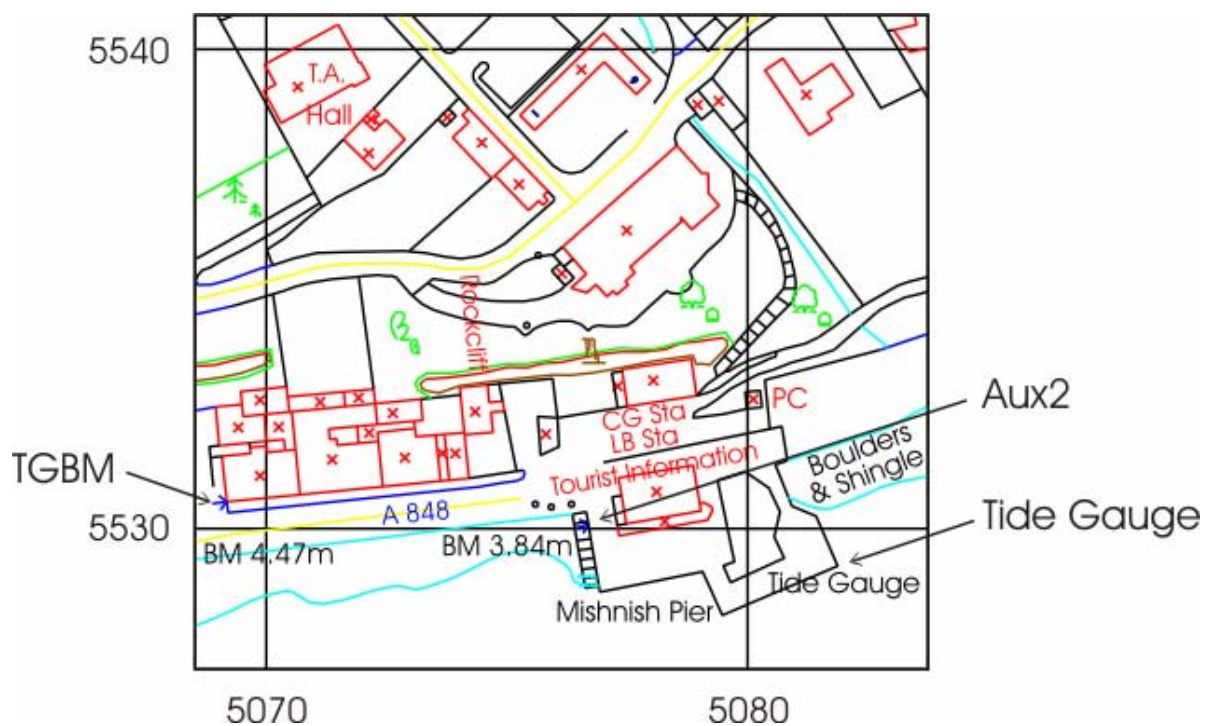 5540
T.A.
Hall
Rockcliff
Aux2
PC
CG Sta
LB Sta
Boulders
& Shingle
TGBM
Tourist Information
A 848
Tide Gauge
5530
BM 4.47m
BM 3.84m
Tide Gauge
Mishnish Pier
5070
5080